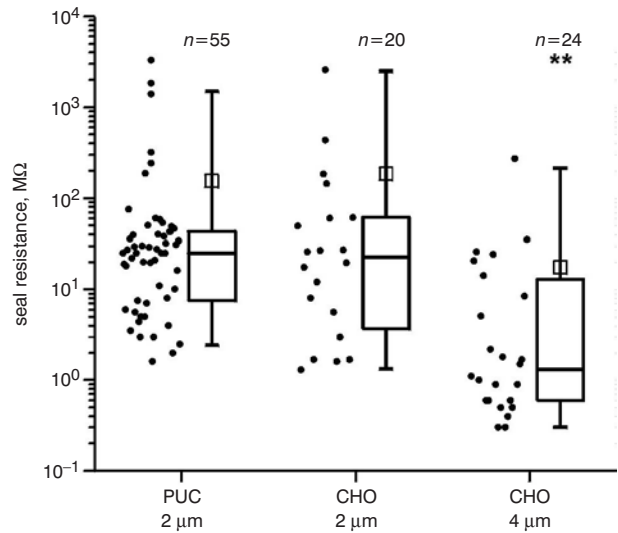 n=55 n=20 n=24
**
10⁴
10³
10²
10¹
10⁰
10⁻¹
seal resistance, MΩ
PUC CHO CHO
2 μm 2 μm 4 μm